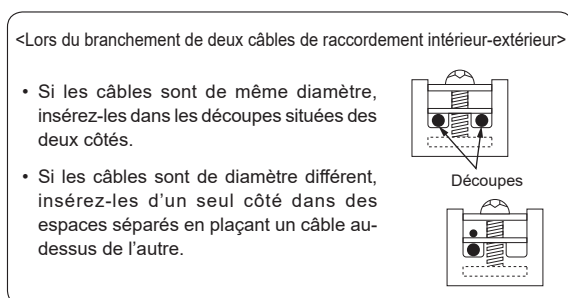 <Lors du branchement de deux câbles de raccordement intérieur-extérieur>
• Si les câbles sont de même diamètre,
insérez-les dans les découpes situées des
deux côtés.
Découpes
• Si les câbles sont de diamètre différent,
insérez-les d’un seul côté dans des
espaces séparés en plaçant un câble au-
dessus de l’autre.